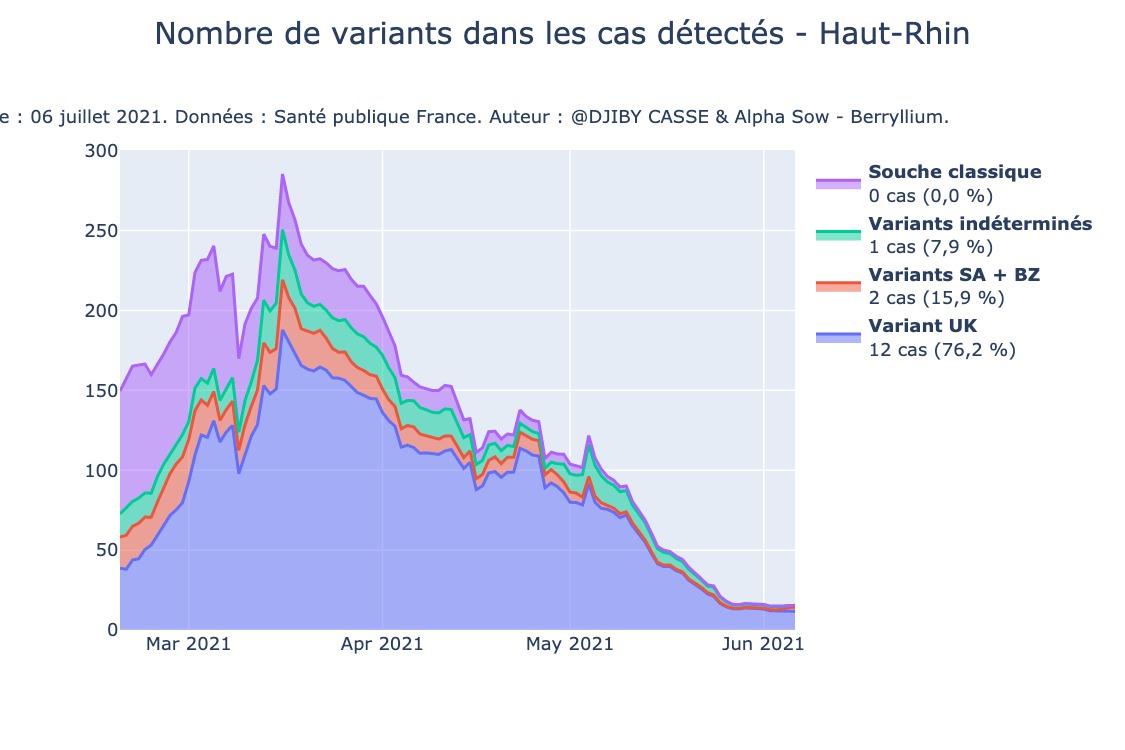 Nombre de variants dans les cas détectés - Haut-Rhin
e : 06 juillet 2021. Données : Santé publique France. Auteur : @DJIBY CASSE & Alpha Sow - Berryllium.
300
250
200
150
100
50
0
Mar 2021
Apr 2021
May 2021
Jun 2021
Souche classique
0 cas (0,0 %)
Variants indéterminés
1 cas (7,9 %)
Variants SA + BZ
2 cas (15,9 %)
Variant UK
12 cas (76,2 %)